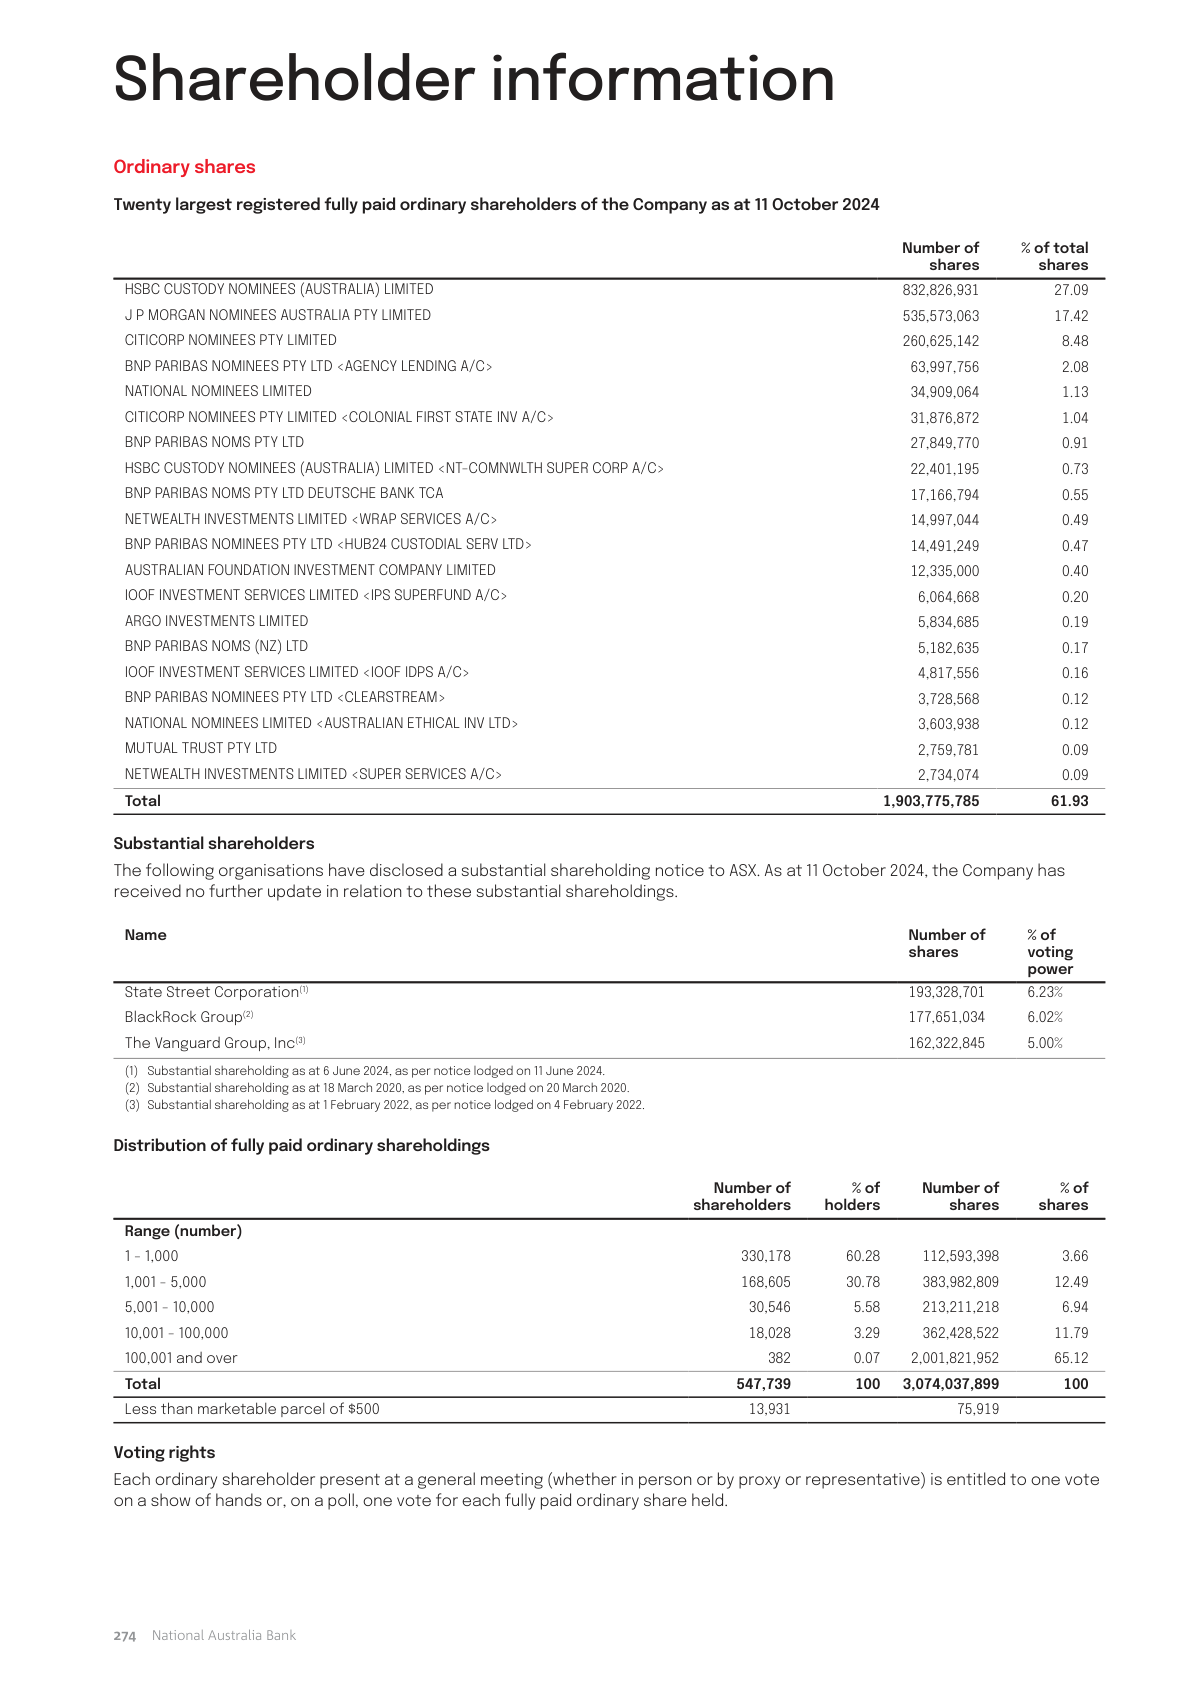 Shareholder information
Ordinary shares
Twenty largest registered fully paid ordinary shareholders of the Company as at 11 October 2024
Number of shares % of total shares
HSBC CUSTODY NOMINEES (AUSTRALIA) LIMITED 832,826,931 27.09
J P MORGAN NOMINEES AUSTRALIA PTY LIMITED 535,573,063 17.42
CITICORP NOMINEES PTY LIMITED 260,625,142 8.48
BNP PARIBAS NOMINEES PTY LTD <AGENCY LENDING A/C> 63,997,756 2.08
NATIONAL NOMINEES LIMITED 34,909,064 1.13
CITICORP NOMINEES PTY LIMITED <COLONIAL FIRST STATE INV A/C> 31,876,872 1.04
BNP PARIBAS NOMS PTY LTD 27,849,770 0.91
HSBC CUSTODY NOMINEES (AUSTRALIA) LIMITED <NT-COMNWLTH SUPER CORP A/C> 22,401,195 0.73
BNP PARIBAS NOMS PTY LTD DEUTSCHE BANK TCA 17,166,794 0.55
NETWEALTH INVESTMENTS LIMITED <WRAP SERVICES A/C> 14,997,044 0.49
BNP PARIBAS NOMINEES PTY LTD <HUB24 CUSTODIAL SERV LTD> 14,491,249 0.47
AUSTRALIAN FOUNDATION INVESTMENT COMPANY LIMITED 12,335,000 0.40
IOOF INVESTMENT SERVICES LIMITED <IPS SUPERFUND A/C> 6,064,668 0.20
ARGO INVESTMENTS LIMITED 5,834,685 0.19
BNP PARIBAS NOMS (NZ) LTD 5,182,635 0.17
IOOF INVESTMENT SERVICES LIMITED <IOOF IDPS A/C> 4,817,556 0.16
BNP PARIBAS NOMINEES PTY LTD <CLEARSTREAM> 3,728,568 0.12
NATIONAL NOMINEES LIMITED <AUSTRALIAN ETHICAL INV LTD> 3,603,938 0.12
MUTUAL TRUST PTY LTD 2,759,781 0.09
NETWEALTH INVESTMENTS LIMITED <SUPER SERVICES A/C> 2,734,074 0.09
Total 1,903,775,785 61.93
Substantial shareholders
The following organisations have disclosed a substantial shareholding notice to ASX. As at 11 October 2024, the Company has
received no further update in relation to these substantial shareholdings.
Name Number of shares % of voting power
State Street Corporation(1) 193,328,701 6.23%
BlackRock Group(2) 177,651,034 6.02%
The Vanguard Group, Inc(3) 162,322,845 5.00%
(1) Substantial shareholding as at 6 June 2024, as per notice lodged on 11 June 2024.
(2) Substantial shareholding as at 18 March 2020, as per notice lodged on 20 March 2020.
(3) Substantial shareholding as at 1 February 2022, as per notice lodged on 4 February 2022.
Distribution of fully paid ordinary shareholdings
Number of shareholders % of holders Number of shares % of shares
Range (number)
1 – 1,000 330,178 60.28 112,593,398 3.66
1,001 – 5,000 168,605 30.78 383,982,809 12.49
5,001 – 10,000 30,546 5.58 213,211,218 6.94
10,001 – 100,000 18,028 3.29 362,428,522 11.79
100,001 and over 382 0.07 2,001,821,952 65.12
Total 547,739 100 3,074,037,899 100
Less than marketable parcel of $500 13,931 75,919
Voting rights
Each ordinary shareholder present at a general meeting (whether in person or by proxy or representative) is entitled to one vote
on a show of hands or, on a poll, one vote for each fully paid ordinary share held.
274 National Australia Bank